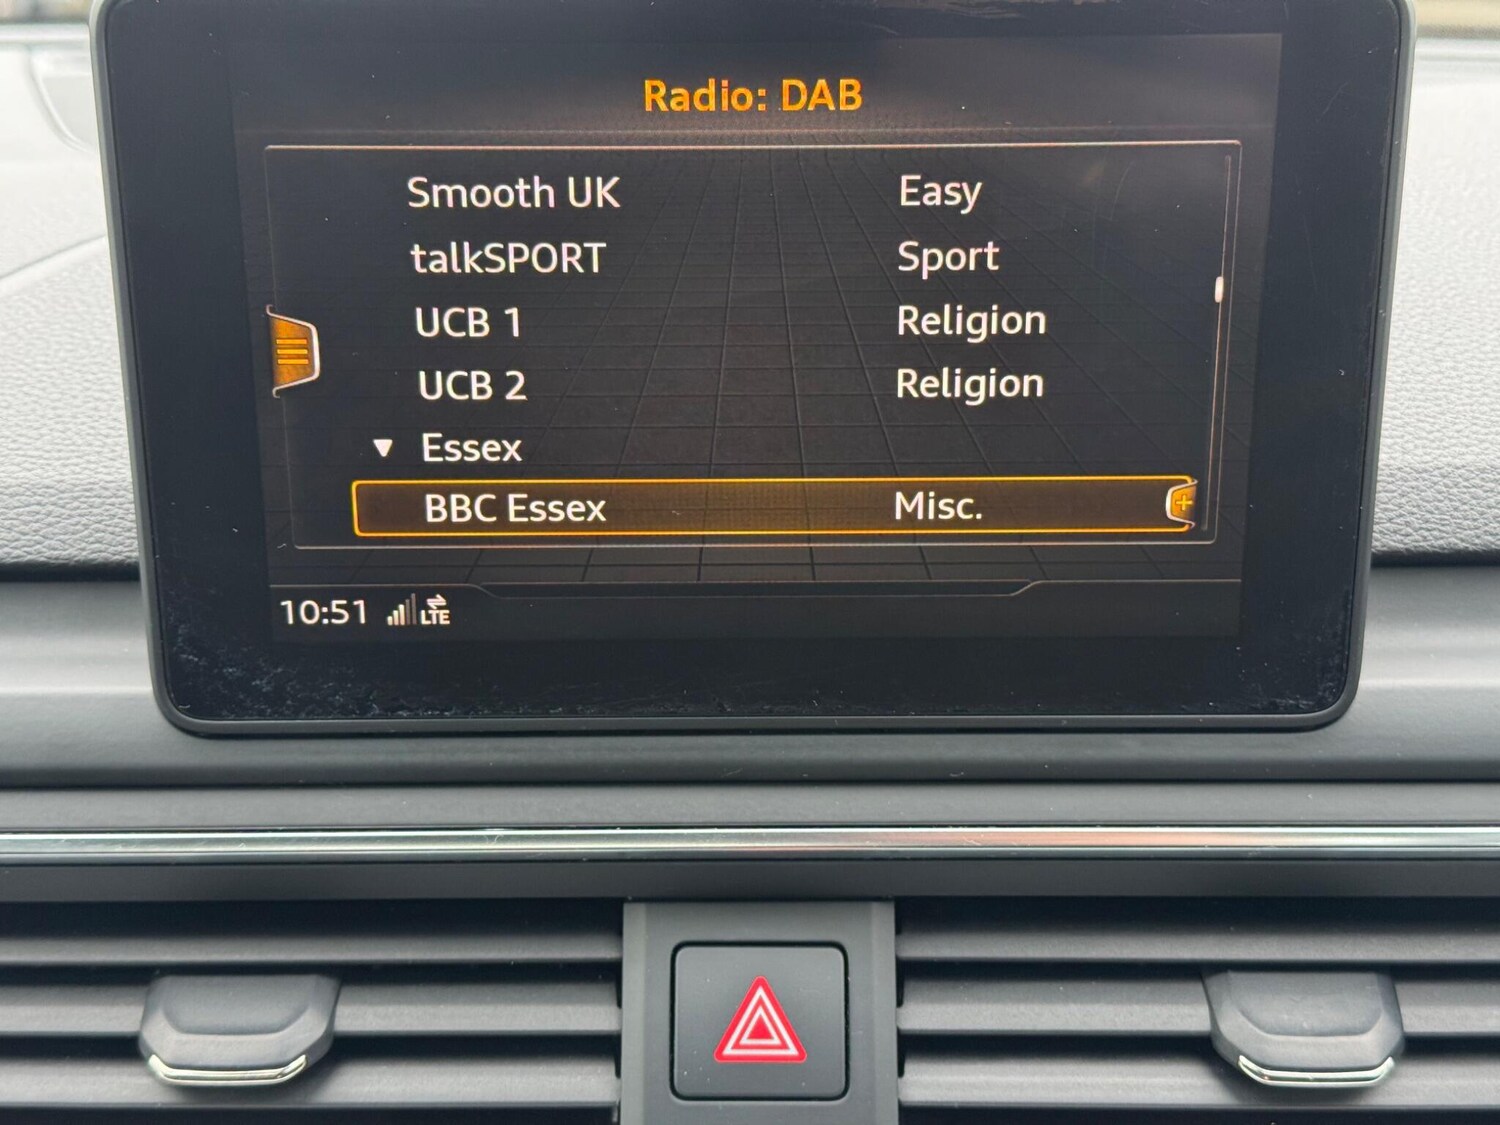 Radio: DAB
Smooth UK Easy
talkSPORT Sport
UCB 1 Religion
UCB 2 Religion
Essex
BBC Essex Misc.
10:51 LTE